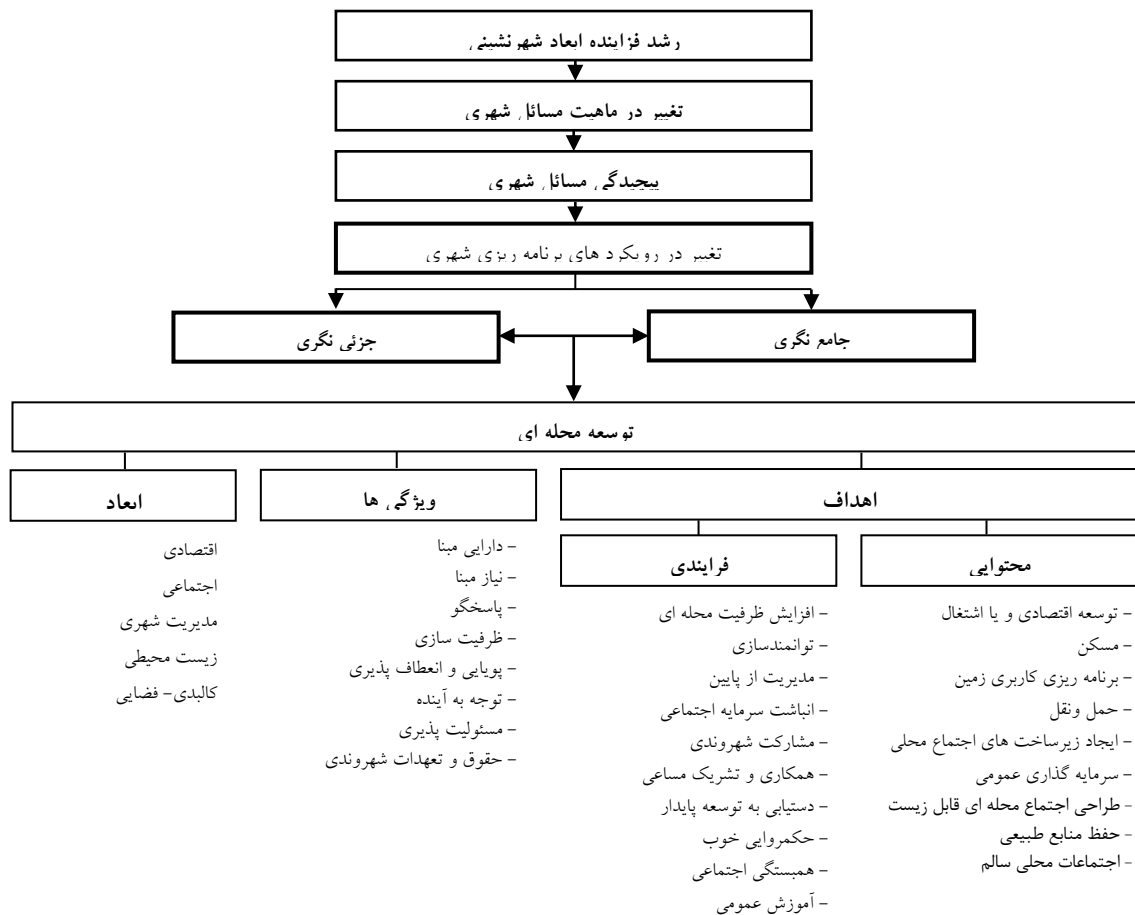 رشد فزاینده ابعاد شهرنشینی
تغییر در ماهیت مسائل شهری
پیچیدگی مسائل شهری
تغییر در رویکرد های برنامه ریزی شهری
جامع نگری
جزئی نگری
توسعه محله ای
اهداف
محتوایی
- توسعه اقتصادی و یا اشتغال
- مسکن
- برنامه ریزی کاربری زمین
- حمل ونقل
- ایجاد زیرساخت های اجتماع محلی
- سرمایه گذاری عمومی
- طراحی اجتماع محله ای قابل زیست
- حفظ منابع طبیعی
- اجتماعات محلی سالم
فرایندی
- افزایش ظرفیت محله ای
- توانمندسازی
- مدیریت از پایین
- انباشت سرمایه اجتماعی
- مشارکت شهروندی
- همکاری و تشریک مساعی
- دستیابی به توسعه پایدار
- حکمروایی خوب
- همبستگی اجتماعی
- آموزش عمومی
ویژگی ها
- دارایی مبنا
- نیاز مبنا
- پاسخگو
- ظرفیت سازی
- پویایی و انعطاف پذیری
- توجه به آینده
- مسئولیت پذیری
- حقوق و تعهدات شهروندی
ابعاد
اقتصادی
اجتماعی
مدیریت شهری
زیست محیطی
کالبدی- فضایی